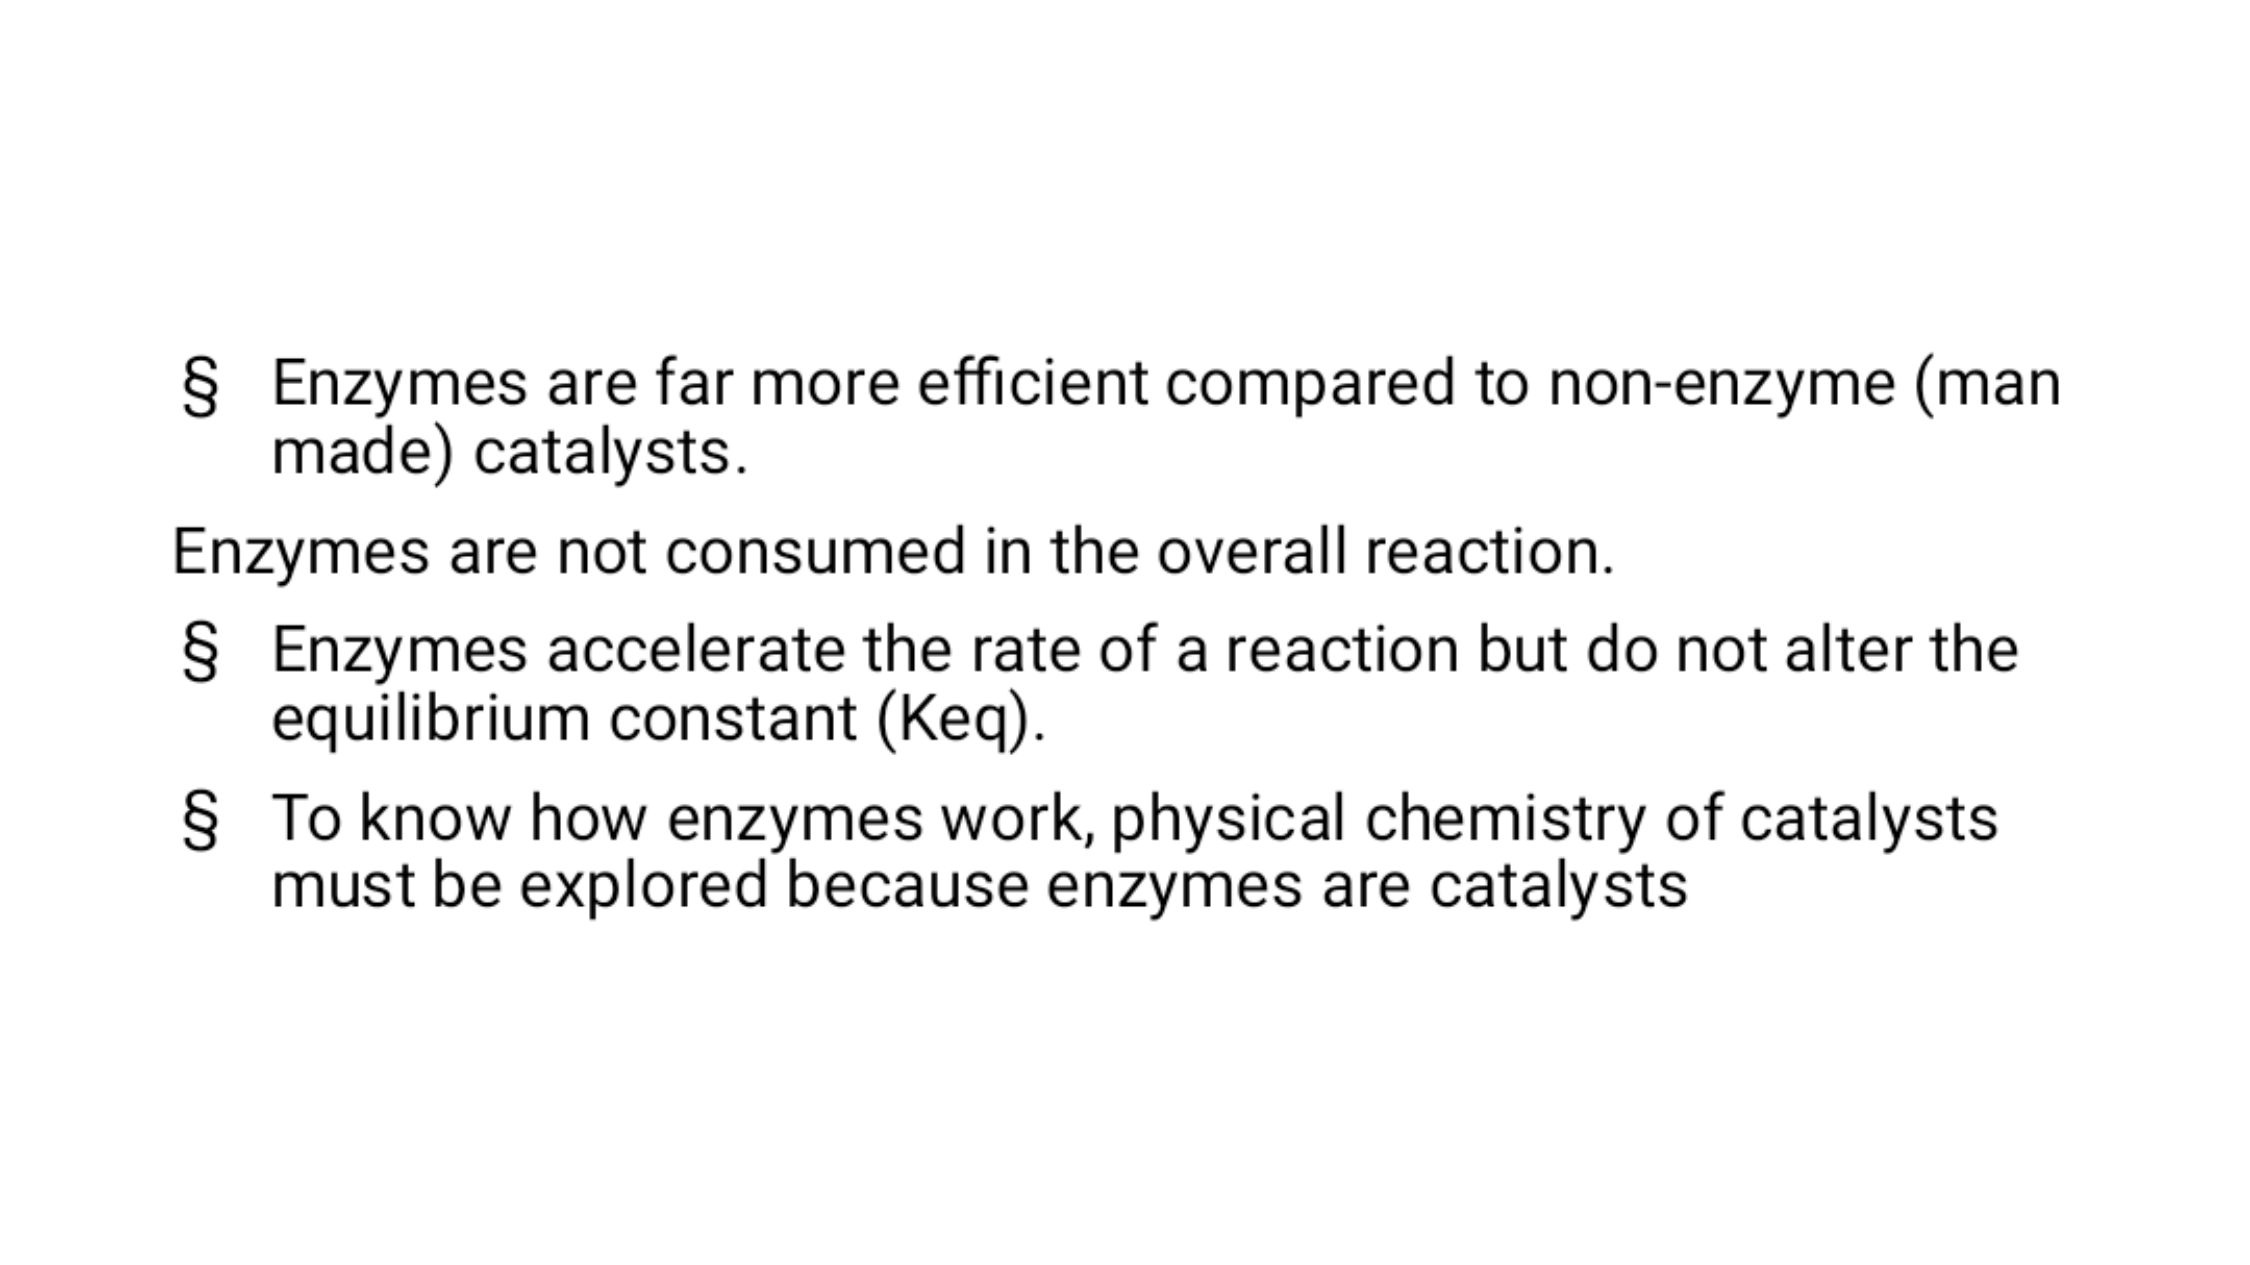 § Enzymes are far more efficient compared to non-enzyme (man
made) catalysts.
Enzymes are not consumed in the overall reaction.
§ Enzymes accelerate the rate of a reaction but do not alter the
equilibrium constant (Keq).
§ To know how enzymes work, physical chemistry of catalysts
must be explored because enzymes are catalysts